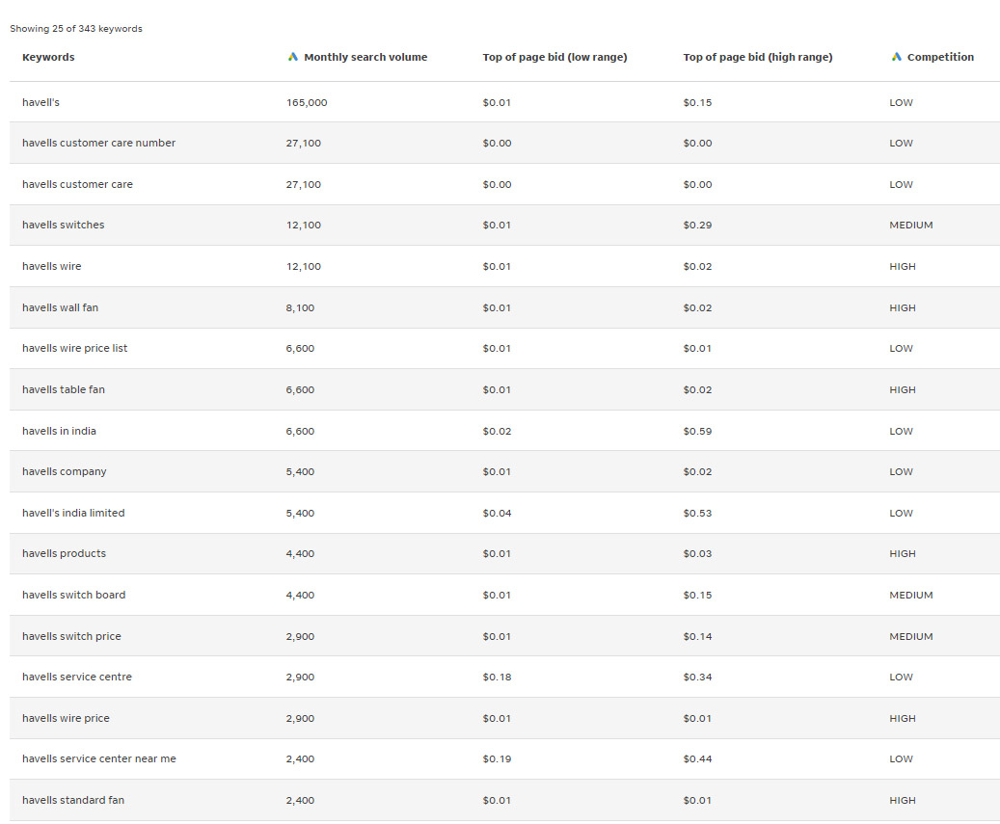 Showing 25 of 343 keywords
Keywords Monthly search volume Top of page bid (low range) Top of page bid (high range) Competition
havell's 165,000 $0.01 $0.15 LOW
havells customer care number 27,100 $0.00 $0.00 LOW
havells customer care 27,100 $0.00 $0.00 LOW
havells switches 12,100 $0.01 $0.29 MEDIUM
havells wire 12,100 $0.01 $0.02 HIGH
havells wall fan 8,100 $0.01 $0.02 HIGH
havells wire price list 6,600 $0.01 $0.01 LOW
havells table fan 6,600 $0.01 $0.02 HIGH
havells in india 6,600 $0.02 $0.59 LOW
havells company 5,400 $0.01 $0.02 LOW
havell's india limited 5,400 $0.04 $0.53 LOW
havells products 4,400 $0.01 $0.03 HIGH
havells switch board 4,400 $0.01 $0.15 MEDIUM
havells switch price 2,900 $0.01 $0.14 MEDIUM
havells service centre 2,900 $0.18 $0.34 LOW
havells wire price 2,900 $0.01 $0.01 HIGH
havells service center near me 2,400 $0.19 $0.44 LOW
havells standard fan 2,400 $0.01 $0.01 HIGH